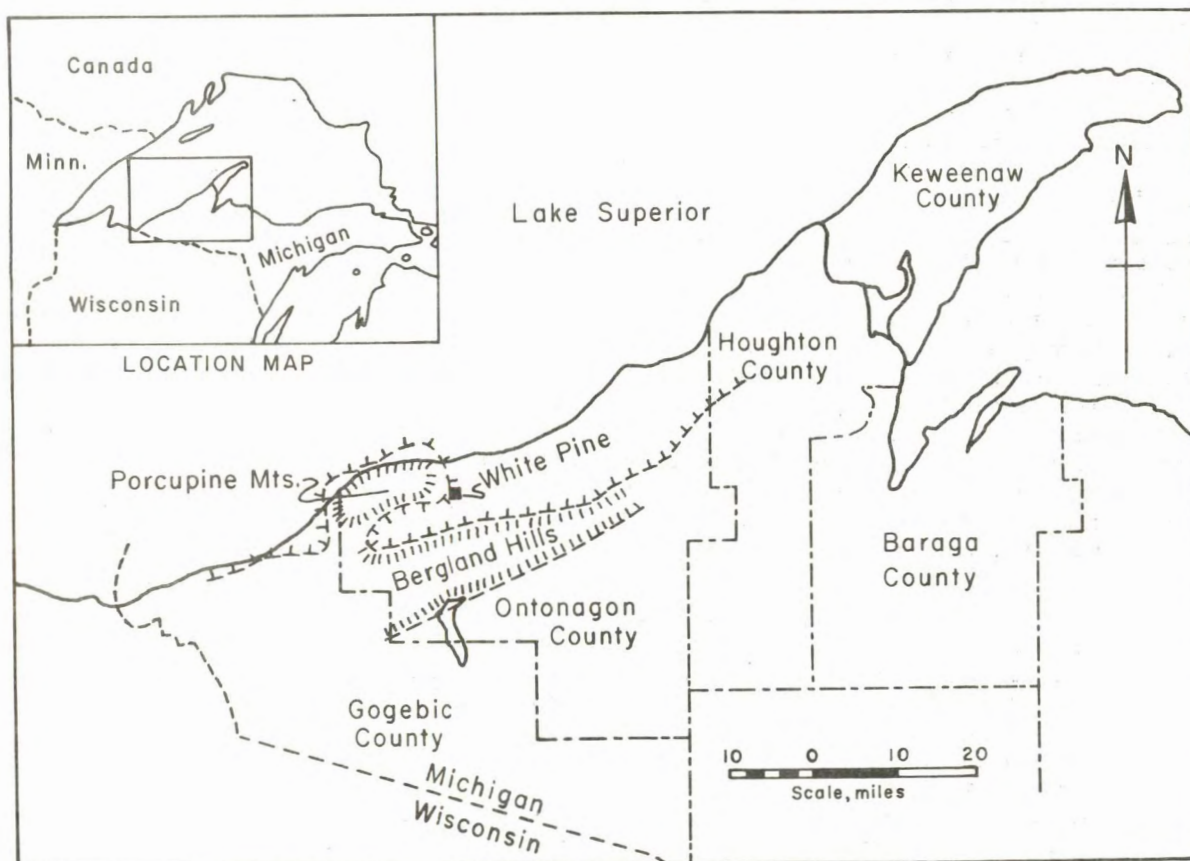 Canada
Minn.
Michigan
Wisconsin
LOCATION MAP
Lake Superior
Keweenaw
County
N
Houghton
County
Porcupine Mts.
White Pine
Bergland Hills
Baraga
County
Ontonagon
County
Gogebic
County
Michigan
Wisconsin
10 0 10 20
Scale, miles